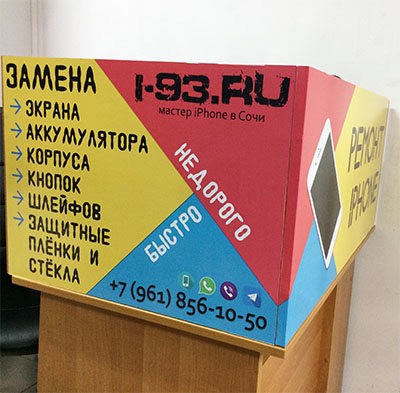 ЗАМЕНА
→ ЭКРАНА
→ АККУМУЛЯТОРА
→ КОРПУСА
→ КНОПОК
→ ШЛЕЙФОВ
→ ЗАЩИТНЫЕ
ПЛЁНКИ И
СТЁКЛА
I-93.RU
мастер iPhone в Сочи
НЕДОРОГО
БЫСТРО
+7 (961) 856-10-50
РЕМОНТ
IPHONE